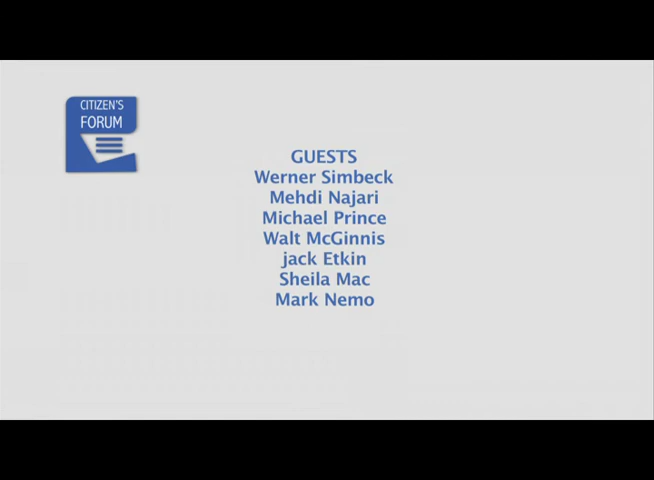 CITIZEN'S
FORUM
GUESTS
Werner Simbeck
Mehdi Najari
Michael Prince
Walt McGinnis
jack Etkin
Sheila Mac
Mark Nemo